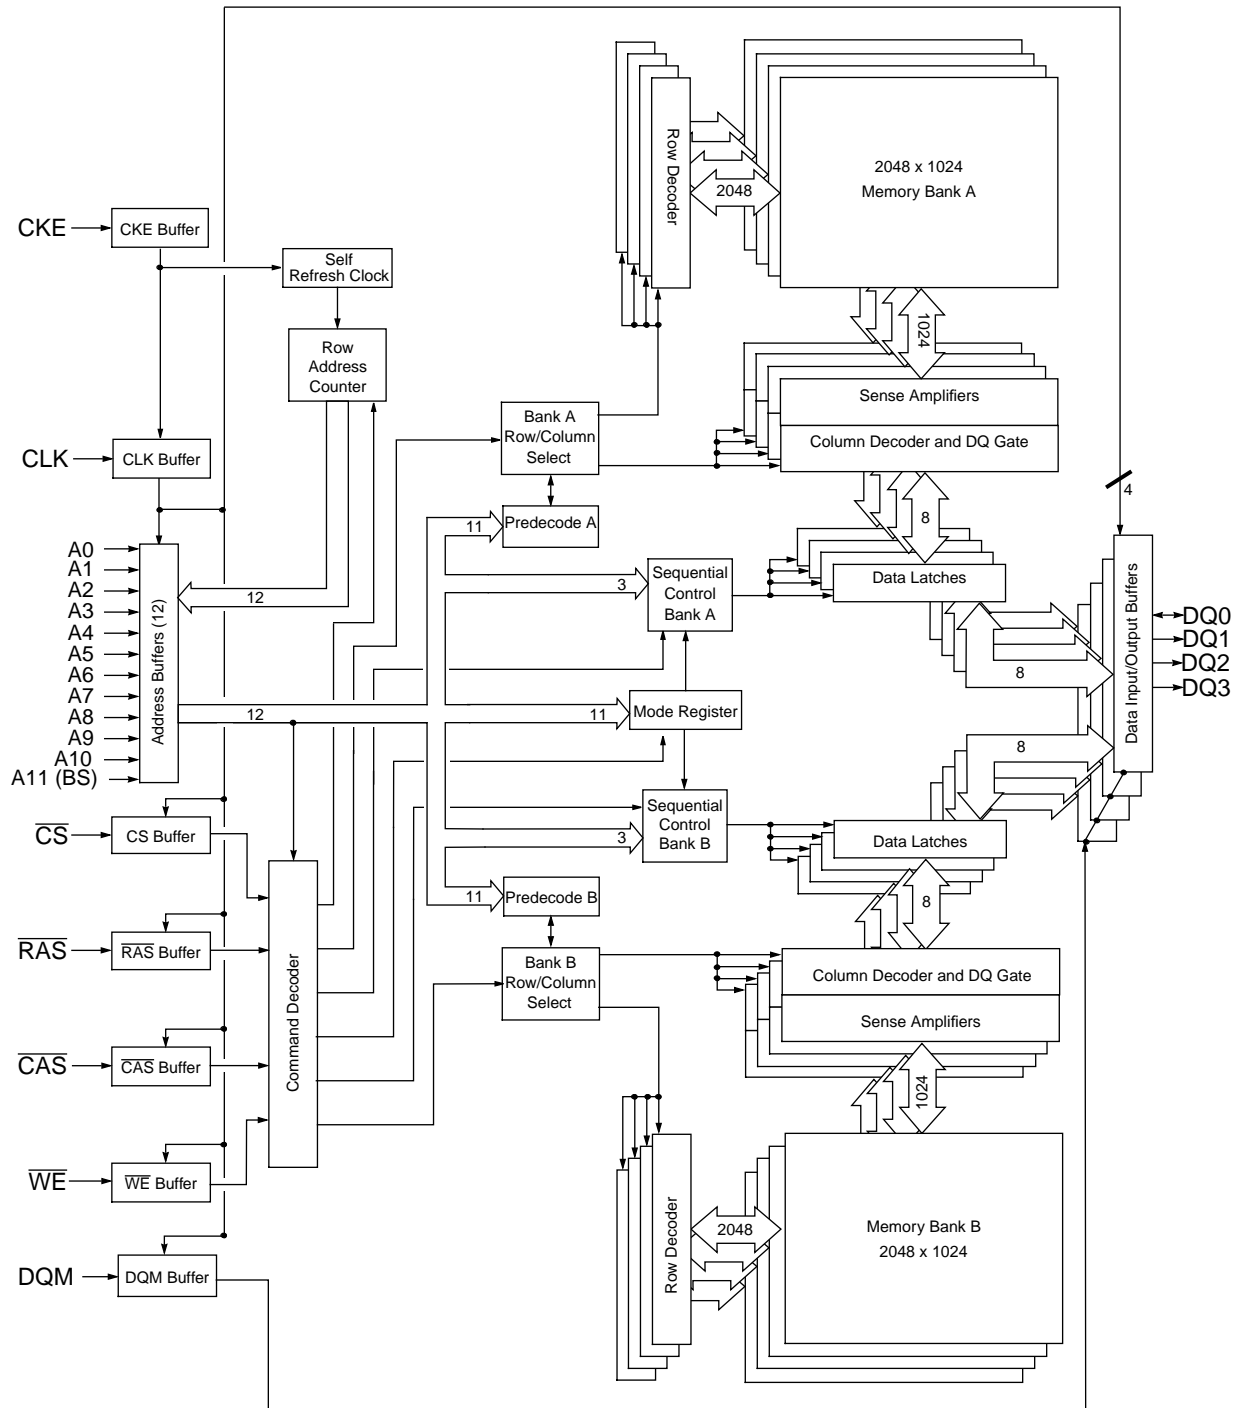 Row Decoder
2048
2048 x 1024
Memory Bank A
CKE
CKE Buffer
Self
Refresh Clock
1024
Row
Address
Counter
Sense Amplifiers
Bank A
Row/Column
Select
Column Decoder and DQ Gate
CLK
CLK Buffer
4
8
11
Predecode A
A0
A1
A2
A3
A4
A5
A6
A7
A8
A9
A10
A11 (BS)
Address Buffers (12)
12
3
Sequential
Control
Bank A
Data Latches
Data Input/Output Buffers
DQ0
DQ1
DQ2
DQ3
8
12
11
Mode Register
8
CS
CS Buffer
3
Sequential
Control
Bank B
Data Latches
11
Predecode B
8
RAS
RAS Buffer
Command Decoder
Bank B
Row/Column
Select
Column Decoder and DQ Gate
Sense Amplifiers
CAS
CAS Buffer
1024
WE
WE Buffer
Row Decoder
2048
Memory Bank B
2048 x 1024
DQM
DQM Buffer